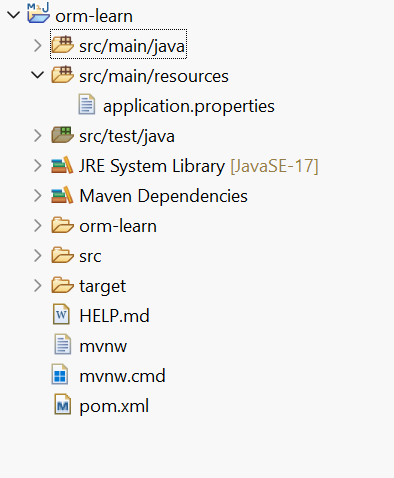 orm-learn
src/main/java
src/main/resources
application.properties
src/test/java
JRE System Library [JavaSE-17]
Maven Dependencies
orm-learn
src
target
HELP.md
mvnw
mvnw.cmd
pom.xml